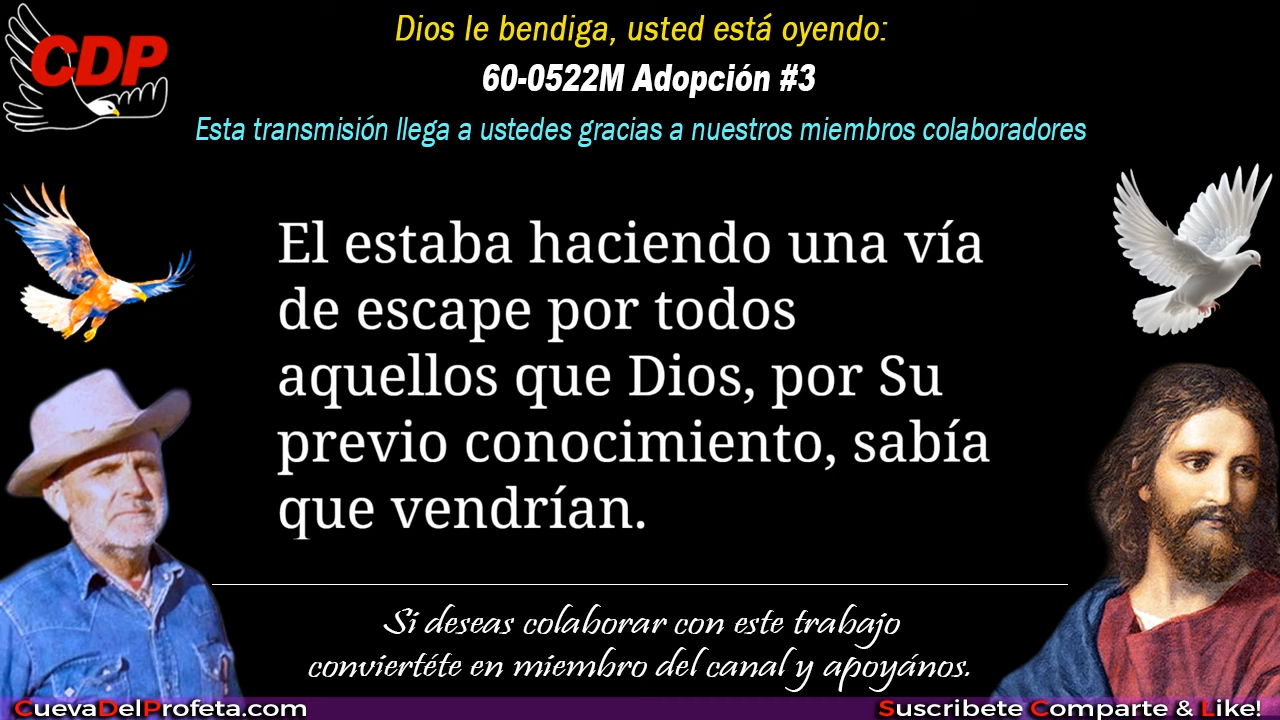 CDP
Dios le bendiga, usted está oyendo:
60-0522M Adopción #3
Esta transmisión llega a ustedes gracias a nuestros miembros colaboradores
El estaba haciendo una vía
de escape por todos
aquellos que Dios, por Su
previo conocimiento, sabía
que vendrían.
Si deseas colaborar con este trabajo
conviertéte en miembro del canal y apoyános.
CuevaDelProfeta.com
Suscribete Comparte & Like!